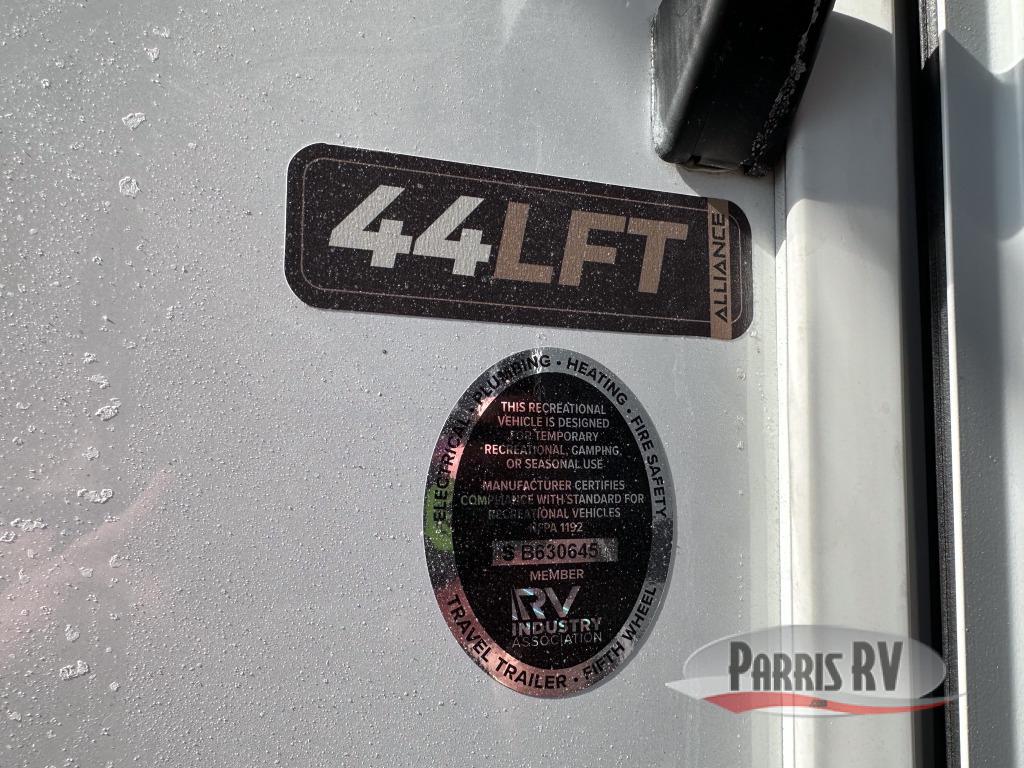 44LFT
ALLIANCE
ELECTRICAL • PLUMBING • HEATING • FIRE SAFETY
THIS RECREATIONAL
VEHICLE IS DESIGNED
FOR TEMPORARY
RECREATIONAL, CAMPING,
OR SEASONAL USE
MANUFACTURER CERTIFIES
COMPLIANCE WITH STANDARD FOR
RECREATIONAL VEHICLES
NFPA 1192
S B630645
MEMBER
RV
INDUSTRY
ASSOCIATION
TRAVEL TRAILER • FIFTH WHEEL
PARRIS RV
.com